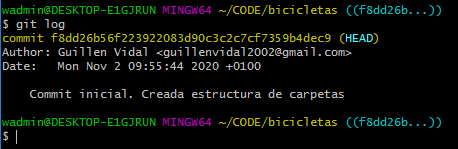 wadmin@DESKTOP-E1GJRUN MINGW64 ~/CODE/bicicletas ((f8dd26b...))
$ git log
commit f8dd26b56f223922083d90c3c2c7cf7359b4dec9 (HEAD)
Author: Guillen Vidal <guillenvidal2002@gmail.com>
Date:   Mon Nov 2 09:55:44 2020 +0100
    Commit inicial. Creada estructura de carpetas
wadmin@DESKTOP-E1GJRUN MINGW64 ~/CODE/bicicletas ((f8dd26b...))
$